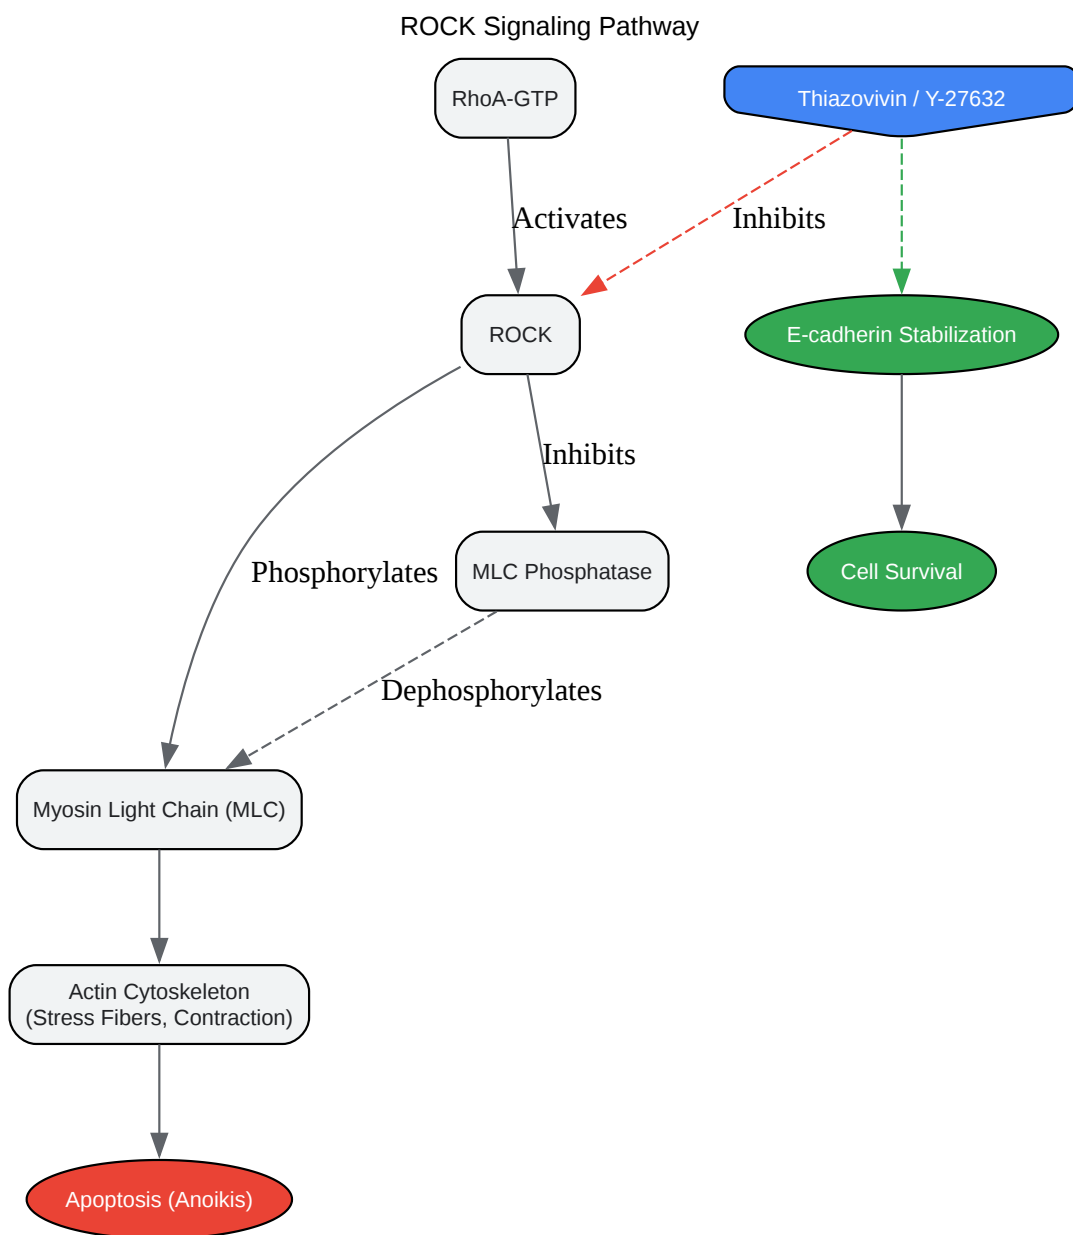 ROCK Signaling Pathway
RhoA-GTP
Thiazovivin / Y-27632
Activates
Inhibits
ROCK
E-cadherin Stabilization
Inhibits
Phosphorylates
MLC Phosphatase
Cell Survival
Dephosphorylates
Myosin Light Chain (MLC)
Actin Cytoskeleton
(Stress Fibers, Contraction)
Apoptosis (Anoikis)